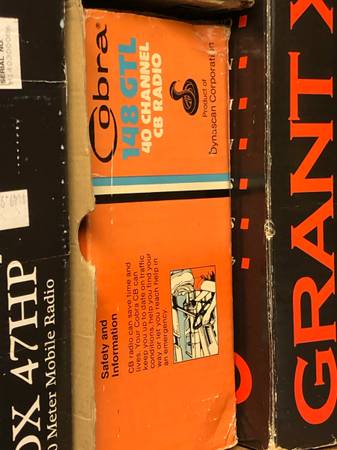 Cobra®
148 GTL
40 CHANNEL
CB RADIO
Product of
Dynascan Corporation
Safety and
Information
CB radio can save time and
lives. Your Cobra CB can
keep you up to date on traffic
conditions, help you find your
way or let you reach help in
an emergency.
SERIAL NO.
DX 47HP
0 Meter Mobile Radio
GRANT X